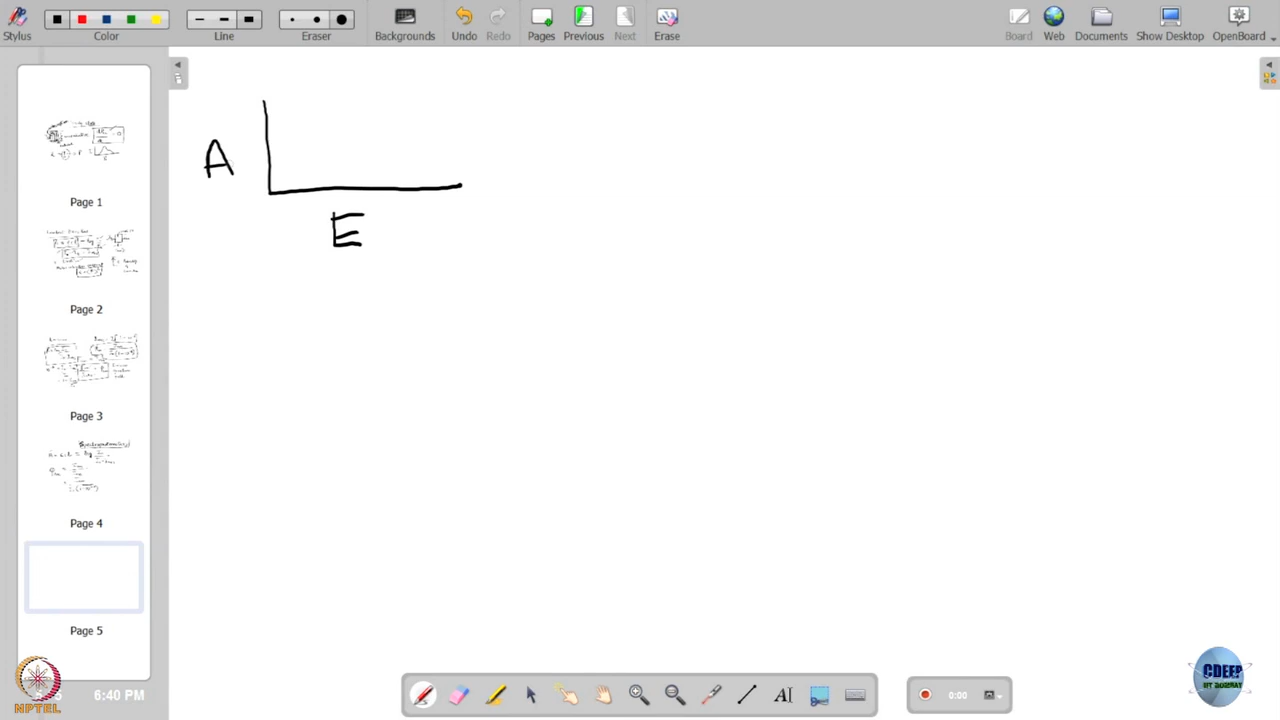 Stylus
Color
Line
Eraser
Backgrounds
Undo
Redo
Pages
Previous
Next
Erase
Board
Web
Documents
Show Desktop
OpenBoard
A
E
Page 1
Page 2
Page 3
Page 4
Page 5
6:40 PM
NPTEL
0:00
CDEEP
IIT BOMBAY